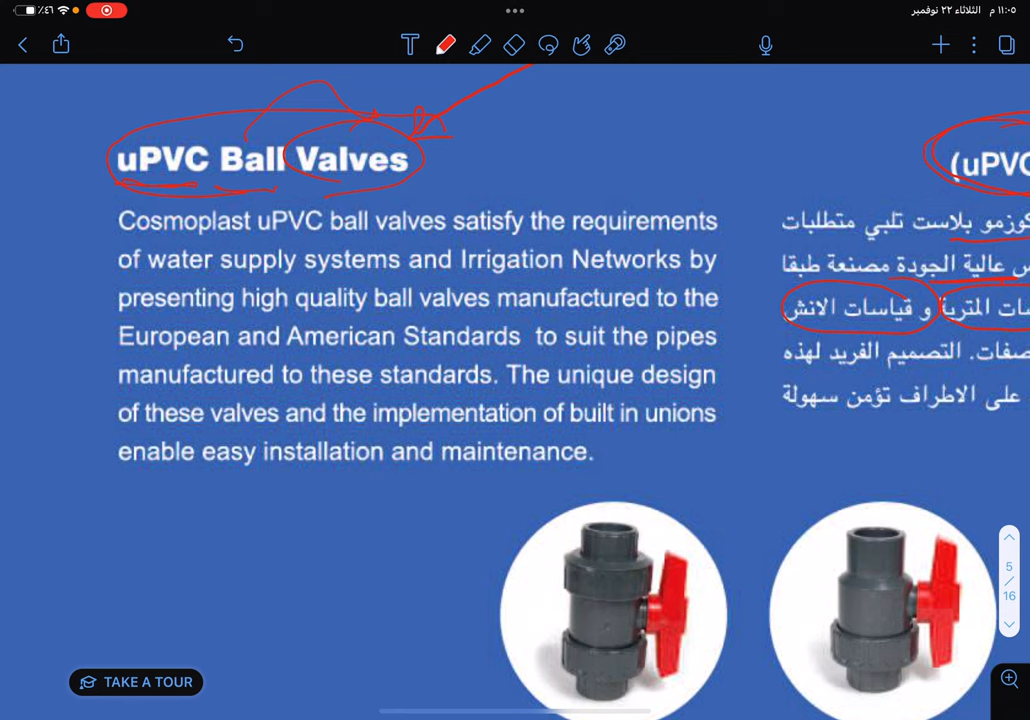 ٤٦٪
١١:٠٥ م الثلاثاء ٢٢ نوفمبر
uPVC Ball Valves
Cosmoplast uPVC ball valves satisfy the requirements
of water supply systems and Irrigation Networks by
presenting high quality ball valves manufactured to the
European and American Standards to suit the pipes
manufactured to these standards. The unique design
of these valves and the implementation of built in unions
enable easy installation and maintenance.
(uPVC
كوزمو بلاست تلبي متطلبات
عالية الجودة مصنعة طبقا
المترية و قياسات الانش
التصميم الفريد لهذه
على الاطراف تؤمن سهولة
5
/
16
TAKE A TOUR